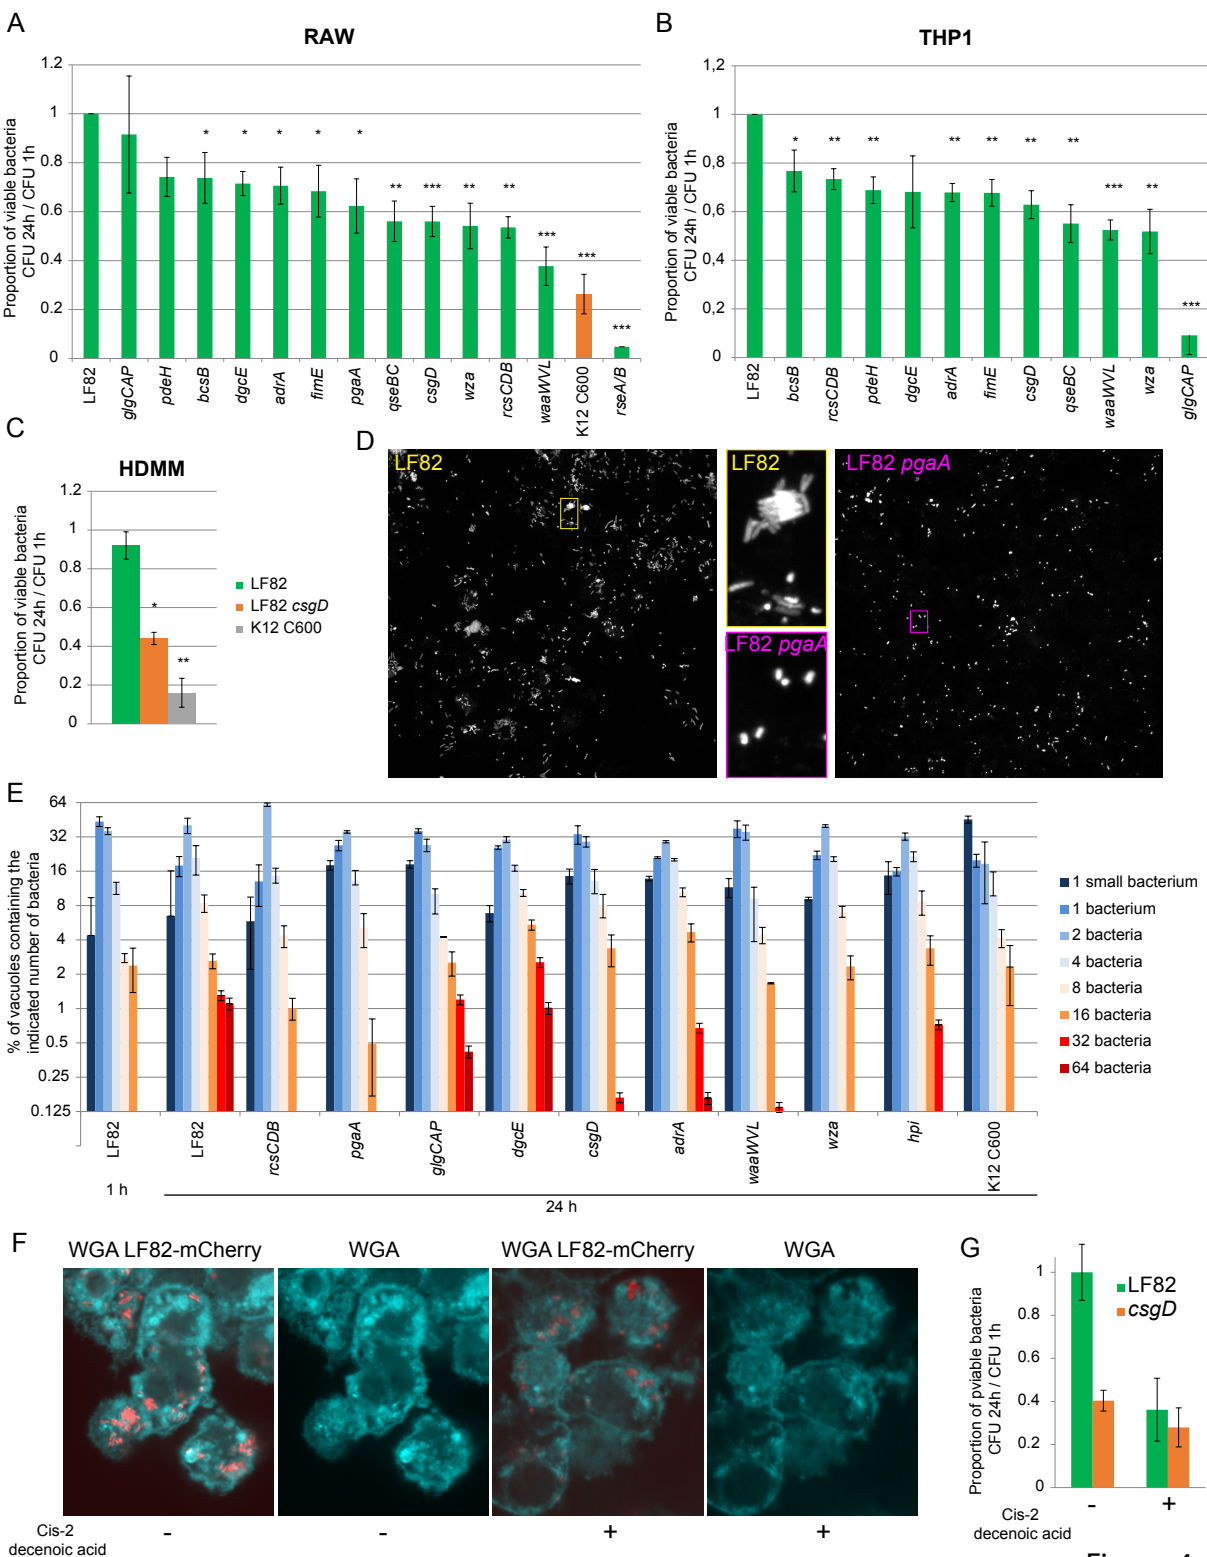 A
RAW
Proportion of viable bacteria
CFU 24h / CFU 1h
1.2
1
0.8
0.6
0.4
0.2
0
* * * * * ** *** ** ** *** *** ***
LF82 glgCAP pdeH bcsB dgcE adrA fimE pgaA qseBC csgD wza rcsCDB waaWVL K12 C600 rseA/B
B
THP1
Proportion of viable bacteria
CFU 24h / CFU 1h
1,2
1
0,8
0,6
0,4
0,2
0
* ** ** ** ** ** ** *** ** ***
LF82 bcsB rcsCDB pdeH dgcE adrA fimE csgD qseBC waaWVL wza glgCAP
C
HDMM
Proportion of viable bacteria
CFU 24h / CFU 1h
1.2
1
0.8
0.6
0.4
0.2
0
* **
LF82
LF82 csgD
K12 C600
D
LF82
LF82
LF82 pgaA
LF82 pgaA
E
% of vacuoles containing the
indicated number of bacteria
64
32
16
8
4
2
1
0.5
0.25
0.125
LF82 LF82 rcsCDB pgaA glgCAP dgcE csgD adrA waaWVL wza hpi K12 C600
1 h
24 h
1 small bacterium
1 bacterium
2 bacteria
4 bacteria
8 bacteria
16 bacteria
32 bacteria
64 bacteria
F
WGA LF82-mCherry WGA WGA LF82-mCherry WGA
Cis-2
decenoic acid
- - + +
G
Proportion of pviable bacteria
CFU 24h / CFU 1h
1
0.8
0.6
0.4
0.2
0
LF82
csgD
Cis-2
decenoic acid
- +